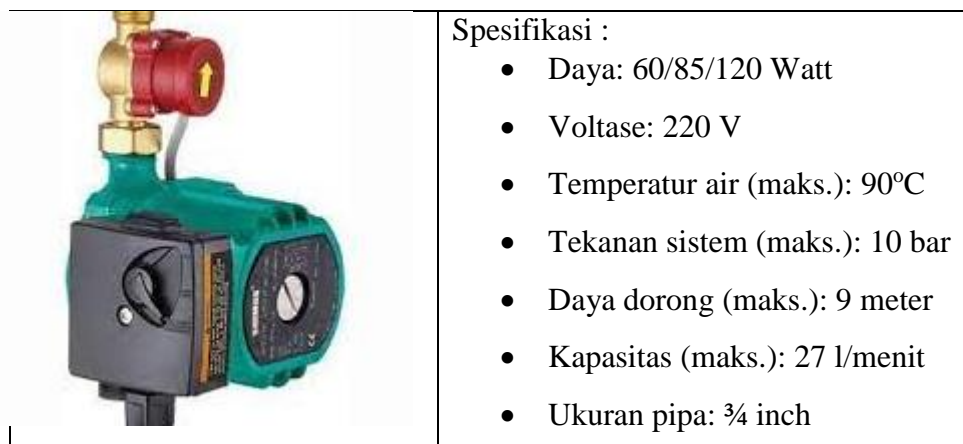 Spesifikasi :
• Daya: 60/85/120 Watt
• Voltase: 220 V
• Temperatur air (maks.): 90ºC
• Tekanan sistem (maks.): 10 bar
• Daya dorong (maks.): 9 meter
• Kapasitas (maks.): 27 l/menit
• Ukuran pipa: ¾ inch